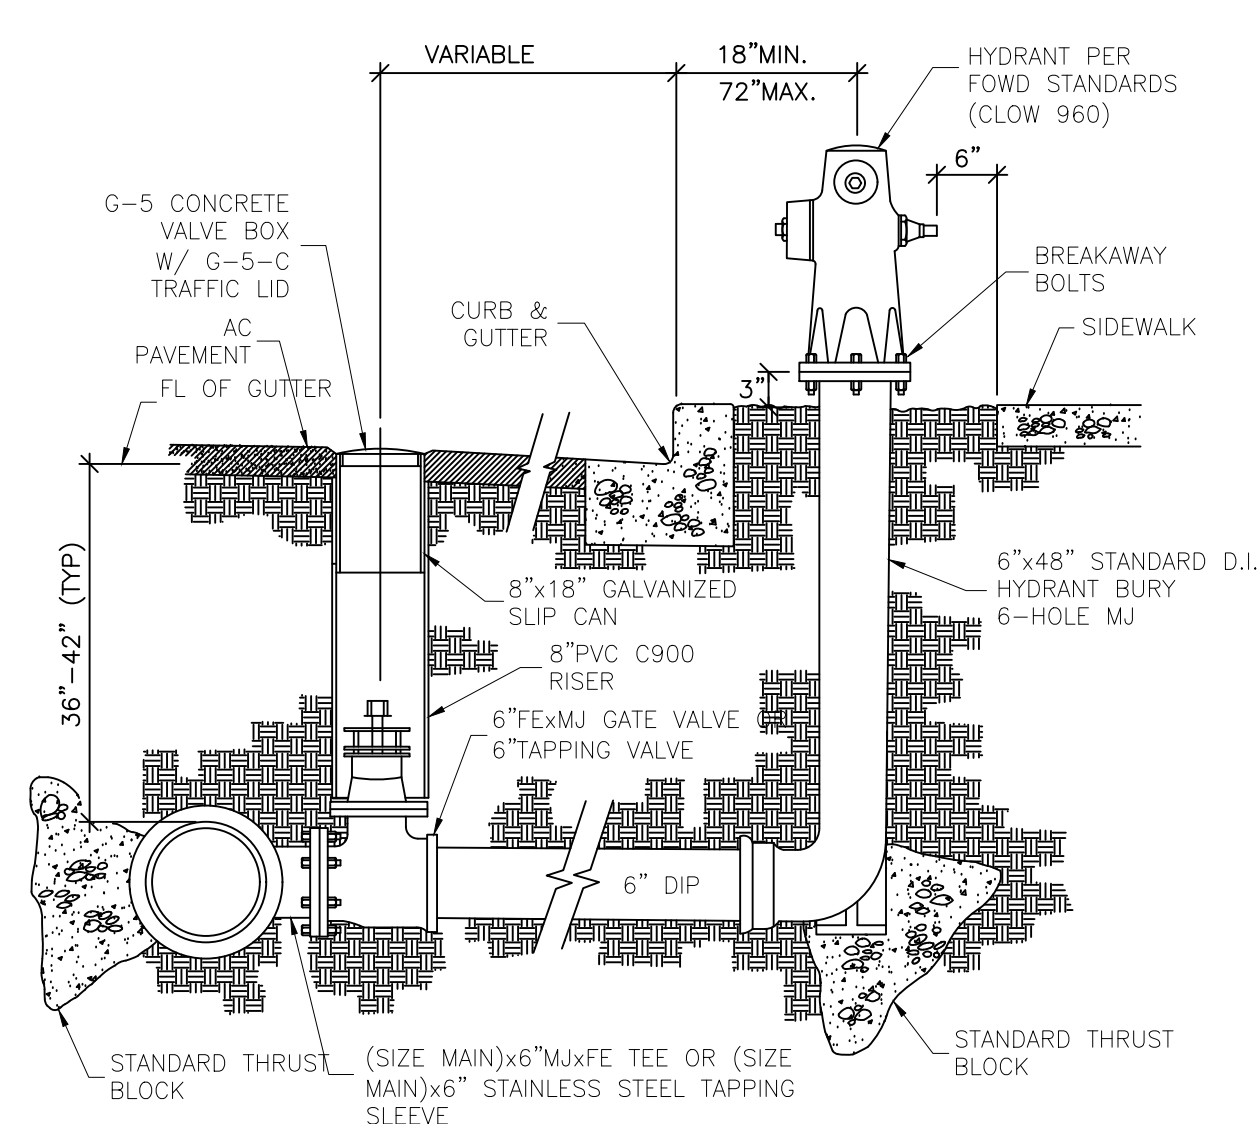 VARIABLE
18”MIN.
72”MAX.
HYDRANT PER
FOWD STANDARDS
(CLOW 960)
6”
G-5 CONCRETE
VALVE BOX
W/ G-5-C
TRAFFIC LID
BREAKAWAY
BOLTS
CURB &
GUTTER
AC
PAVEMENT
SIDEWALK
FL OF GUTTER
3”
36”-42” (TYP)
8”x18” GALVANIZED
SLIP CAN
6”x48” STANDARD D.I.
HYDRANT BURY
6-HOLE MJ
8”PVC C900
RISER
6”FExMJ GATE VALVE OR
6”TAPPING VALVE
6” DIP
STANDARD THRUST
BLOCK
(SIZE MAIN)x6”MJxFE TEE OR (SIZE
MAIN)x6” STAINLESS STEEL TAPPING
SLEEVE
STANDARD THRUST
BLOCK